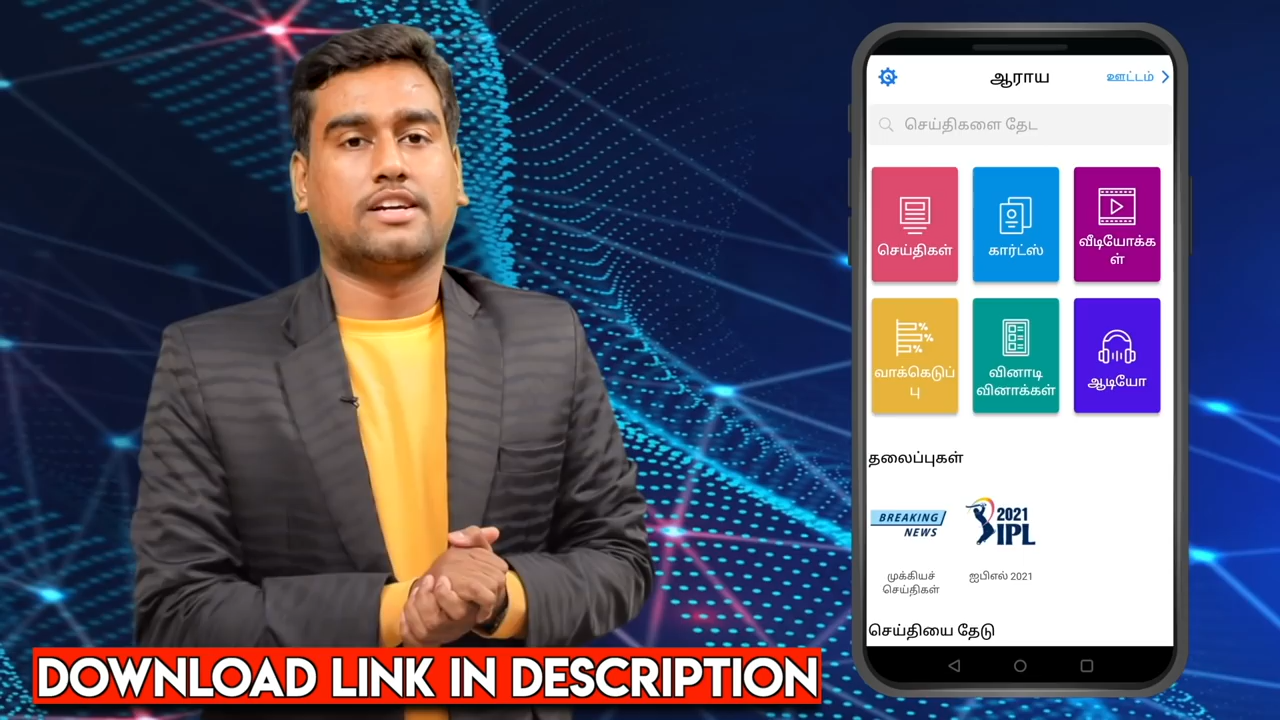 ஆராய
ஊட்டம்
செய்திகளை தேட
செய்திகள்
கார்ட்ஸ்
வீடியோக்க
ள்
வாக்கெடுப்
பு
வினாடி
வினாக்கள்
ஆடியோ
தலைப்புகள்
BREAKING
NEWS
2021
IPL
முக்கியச்
செய்திகள்
ஐபிஎல் 2021
செய்தியை தேடு
DOWNLOAD LINK IN DESCRIPTION